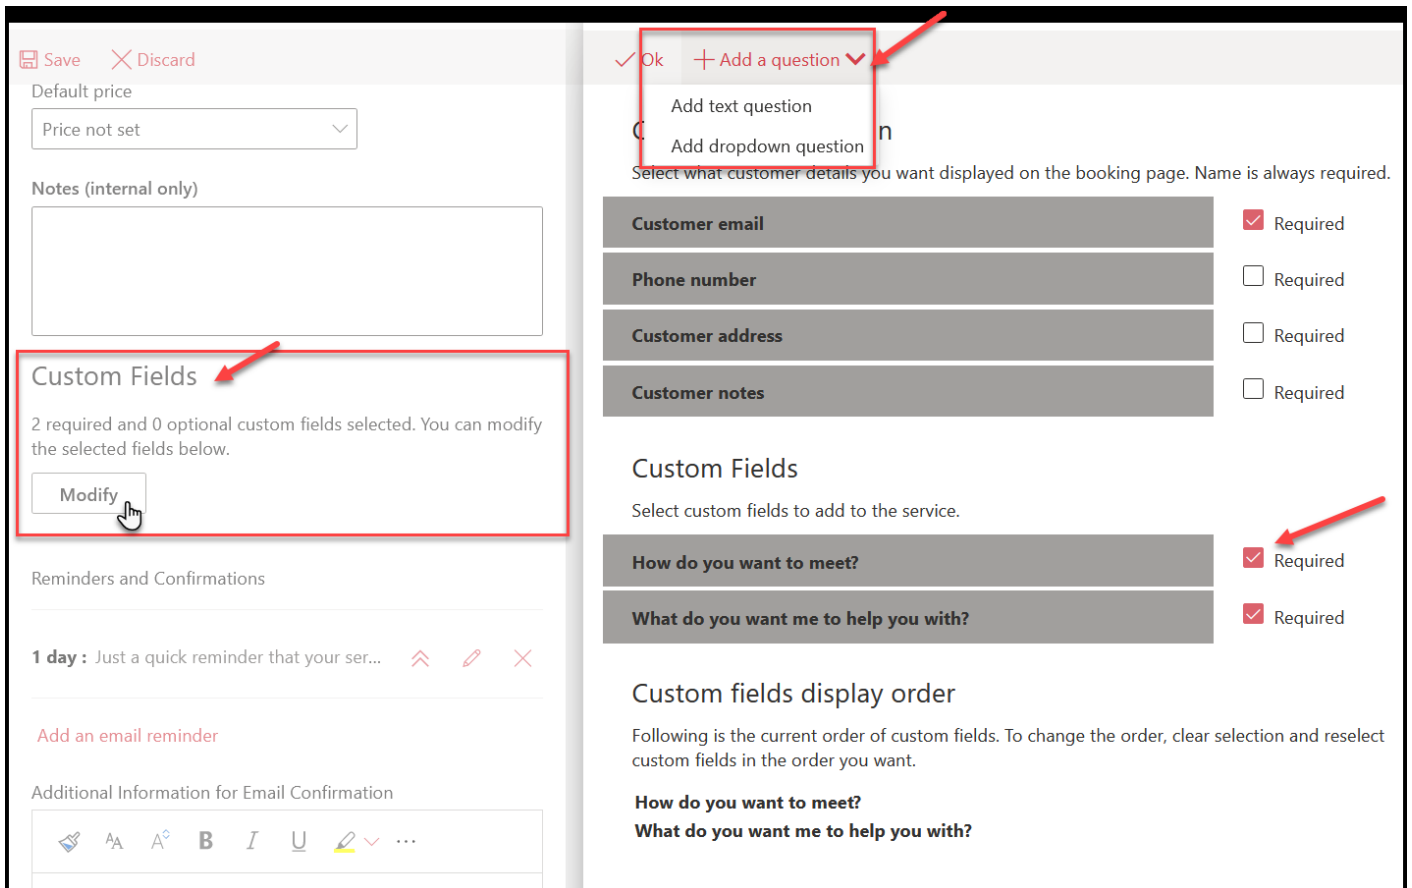 Save
Discard
Default price
Price not set
Notes (internal only)
Custom Fields
2 required and 0 optional custom fields selected. You can modify
the selected fields below.
Modify
Reminders and Confirmations
1 day : Just a quick reminder that your ser...
Add an email reminder
Additional Information for Email Confirmation
AA A B I U ...
Ok
Add a question
Add text question
Add dropdown question
C n
Select what customer details you want displayed on the booking page. Name is always required.
Customer email Required
Phone number Required
Customer address Required
Customer notes Required
Custom Fields
Select custom fields to add to the service.
How do you want to meet? Required
What do you want me to help you with? Required
Custom fields display order
Following is the current order of custom fields. To change the order, clear selection and reselect
custom fields in the order you want.
How do you want to meet?
What do you want me to help you with?